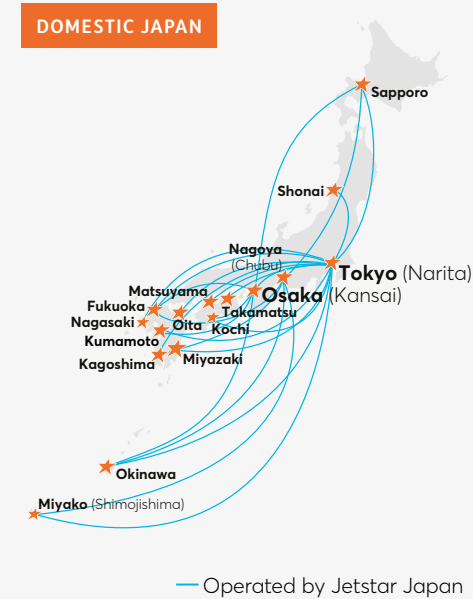 DOMESTIC JAPAN
Sapporo
Shonai
Nagoya
(Chubu)
Tokyo (Narita)
Matsuyama
Osaka (Kansai)
Fukuoka
Takamatsu
Nagasaki
Oita
Kochi
Kumamoto
Kagoshima
Miyazaki
Okinawa
Miyako (Shimojishima)
Operated by Jetstar Japan